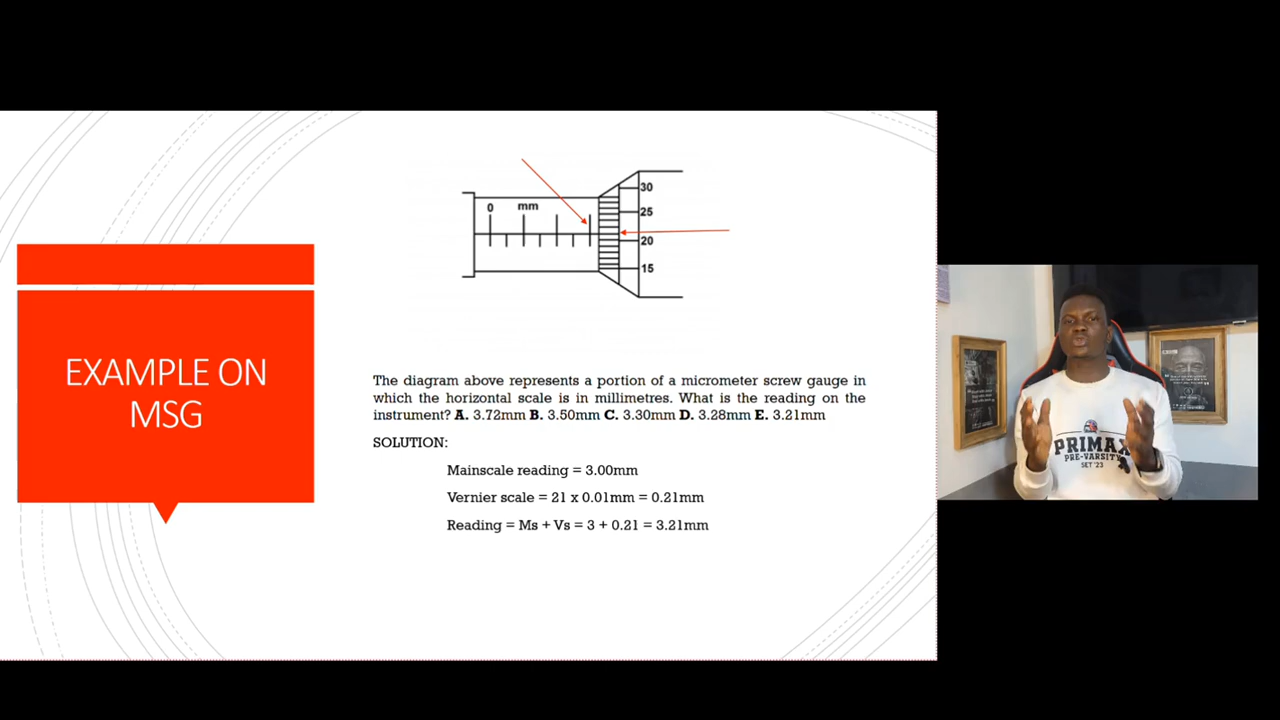 EXAMPLE ON
MSG
0 mm
30
25
20
15
The diagram above represents a portion of a micrometer screw gauge in
which the horizontal scale is in millimetres. What is the reading on the
instrument? A. 3.72mm B. 3.50mm C. 3.30mm D. 3.28mm E. 3.21mm
SOLUTION:
Mainscale reading = 3.00mm
Vernier scale = 21 x 0.01mm = 0.21mm
Reading = Ms + Vs = 3 + 0.21 = 3.21mm
PRIMAX
PRE-VARSITY
SET '23